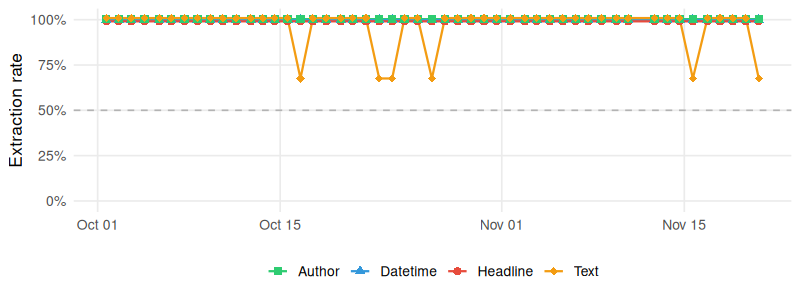 Extraction rate
100%
75%
50%
25%
0%
Oct 01 Oct 15 Nov 01 Nov 15
Author Datetime Headline Text